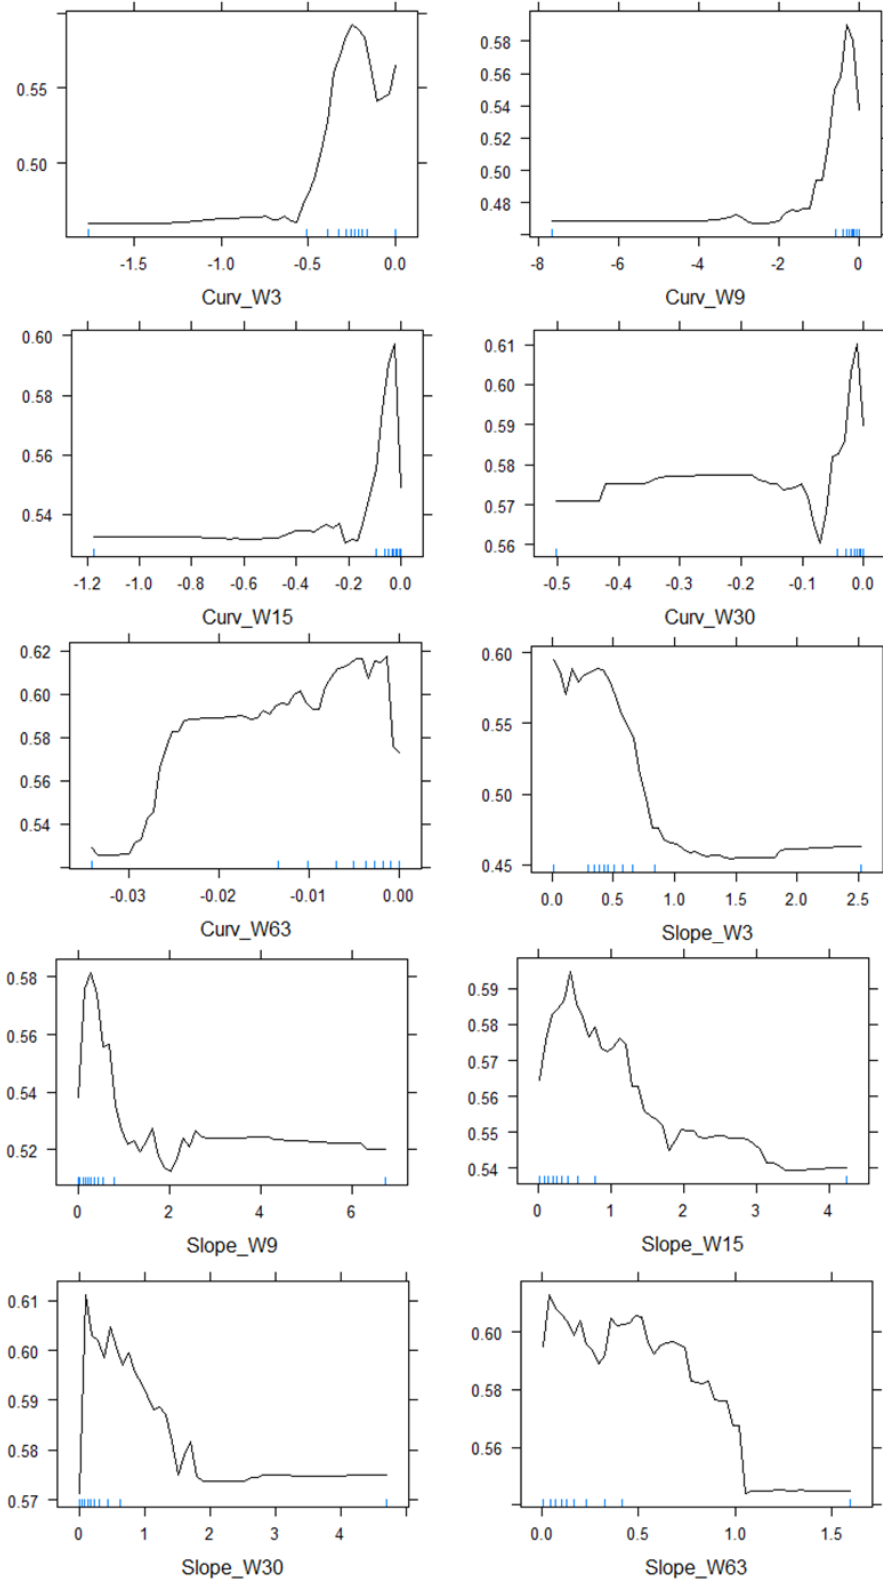 0.55
0.50
-1.5 -1.0 -0.5 0.0
Curv_W3
0.58
0.56
0.54
0.52
0.50
0.48
-8 -6 -4 -2 0
Curv_W9
0.60
0.58
0.56
0.54
-1.2 -1.0 -0.8 -0.6 -0.4 -0.2 0.0
Curv_W15
0.61
0.60
0.59
0.58
0.57
0.56
-0.5 -0.4 -0.3 -0.2 -0.1 0.0
Curv_W30
0.62
0.60
0.58
0.56
0.54
-0.03 -0.02 -0.01 0.00
Curv_W63
0.60
0.55
0.50
0.45
0.0 0.5 1.0 1.5 2.0 2.5
Slope_W3
0.58
0.56
0.54
0.52
0 2 4 6
Slope_W9
0.59
0.58
0.57
0.56
0.55
0.54
0 1 2 3 4
Slope_W15
0.61
0.60
0.59
0.58
0.57
0 1 2 3 4
Slope_W30
0.60
0.58
0.56
0.0 0.5 1.0 1.5
Slope_W63